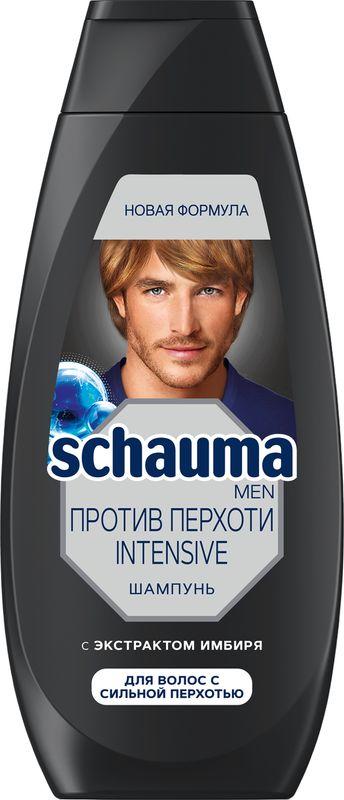 НОВАЯ ФОРМУЛА
schauma
MEN
ПРОТИВ ПЕРХОТИ
INTENSIVE
ШАМПУНЬ
С ЭКСТРАКТОМ ИМБИРЯ
ДЛЯ ВОЛОС С
СИЛЬНОЙ ПЕРХОТЬЮ